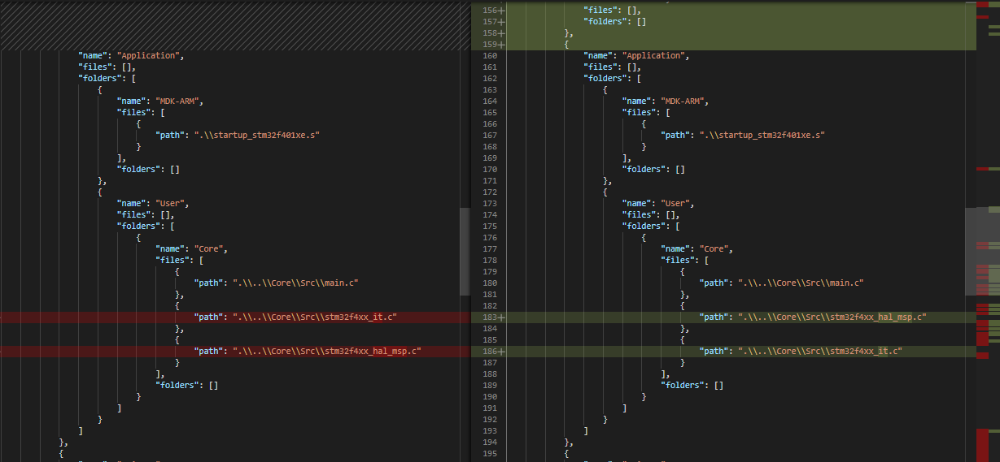 "name": "Application",
"files": [],
"folders": [
{
"name": "MDK-ARM",
"files": [
{
"path": ".\\startup_stm32f401xe.s"
}
],
"folders": []
},
{
"name": "User",
"files": [],
"folders": [
{
"name": "Core",
"files": [
{
"path": ".\\..\\Core\\Src\\main.c"
},
{
"path": ".\\..\\Core\\Src\\stm32f4xx_it.c"
},
{
"path": ".\\..\\Core\\Src\\stm32f4xx_hal_msp.c"
}
],
"folders": []
}
]
}
]
},
{
156+ "files": [],
157+ "folders": []
158+ },
159+ {
160 "name": "Application",
161 "files": [],
162 "folders": [
163 {
164 "name": "MDK-ARM",
165 "files": [
166 {
167 "path": ".\\startup_stm32f401xe.s"
168 }
169 ],
170 "folders": []
171 },
172 {
173 "name": "User",
174 "files": [],
175 "folders": [
176 {
177 "name": "Core",
178 "files": [
179 {
180 "path": ".\\..\\Core\\Src\\main.c"
181 },
182 {
183+ "path": ".\\..\\Core\\Src\\stm32f4xx_hal_msp.c"
184 },
185 {
186+ "path": ".\\..\\Core\\Src\\stm32f4xx_it.c"
187 }
188 ],
189 "folders": []
190 }
191 ]
192 }
193 ]
194 },
195 {